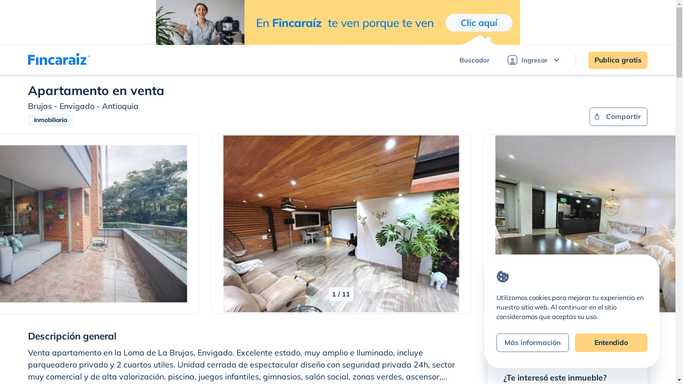 En Fincaraíz te ven porque te ven
Clic aquí
Fincaraiz
Buscador
Ingresar
Publica gratis
Apartamento en venta
Brujas - Envigado - Antioquia
Inmobiliaria
Compartir
1 / 11
Utilizamos cookies para mejorar tu experiencia en
nuestro sitio web. Al continuar en el sitio
consideramos que aceptas su uso.
Más información
Entendido
Descripción general
Venta apartamento en la Loma de La Brujas, Envigado. Excelente estado, muy amplio e iluminado, incluye
parqueadero privado y 2 cuartos utiles. Unidad cerrada de espectacular diseño con seguridad privada 24h, sector
muy comercial y de alta valorización, piscina, juegos infantiles, gimnasios, salón social, zonas verdes, ascensor,...
¿Te interesó este inmueble?